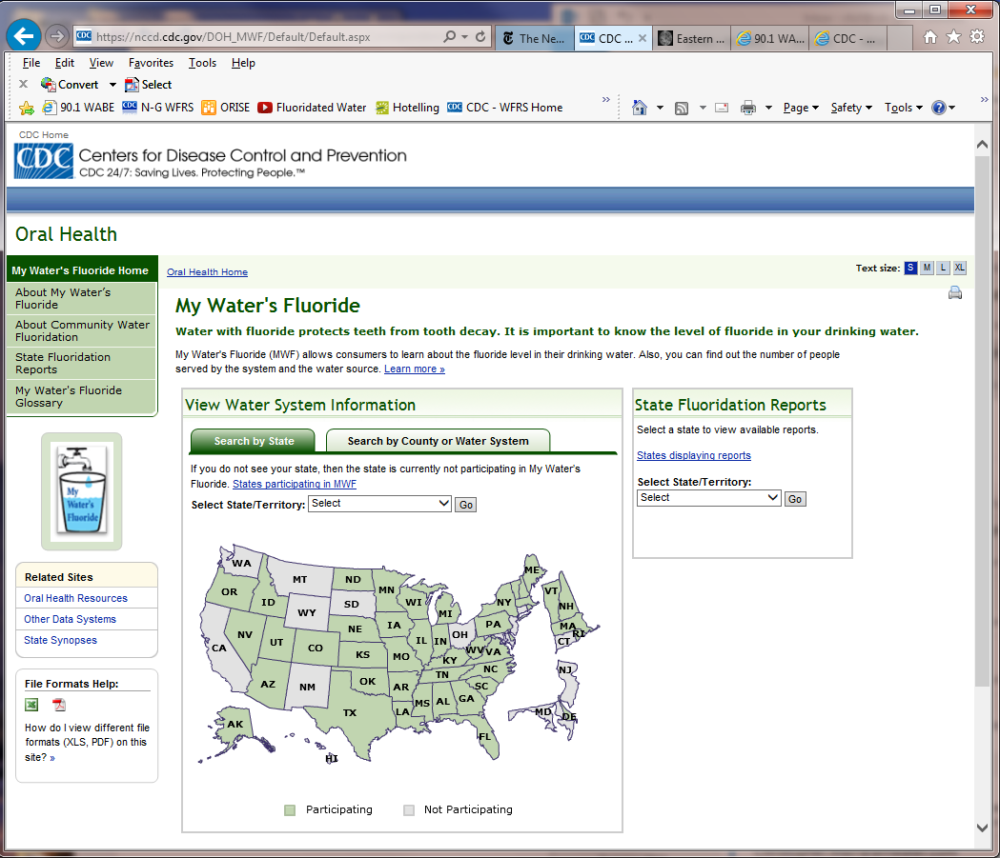 https://nccd.cdc.gov/DOH_MWF/Default/Default.aspx
The Ne...
CDC ...
Eastern ...
90.1 WA...
CDC - ...
File Edit View Favorites Tools Help
Convert Select
90.1 WABE N-G WFRS ORISE Fluoridated Water Hotelling CDC - WFRS Home
Page Safety Tools
CDC Home
CDC
Centers for Disease Control and Prevention
CDC 24/7: Saving Lives. Protecting People.™
Oral Health
My Water's Fluoride Home
About My Water's
Fluoride
About Community Water
Fluoridation
State Fluoridation
Reports
My Water's Fluoride
Glossary
My
Water's
Fluoride
Related Sites
Oral Health Resources
Other Data Systems
State Synopses
File Formats Help:
How do I view different file
formats (XLS, PDF) on this
site? »
Oral Health Home
Text size: S M L XL
My Water's Fluoride
Water with fluoride protects teeth from tooth decay. It is important to know the level of fluoride in your drinking water.
My Water's Fluoride (MWF) allows consumers to learn about the fluoride level in their drinking water. Also, you can find out the number of people
served by the system and the water source. Learn more »
View Water System Information
Search by State
Search by County or Water System
If you do not see your state, then the state is currently not participating in My Water's
Fluoride. States participating in MWF
Select State/Territory: Select Go
WA
MT
ND
MN
ME
OR
ID
WY
SD
WI
MI
NY
VT
NH
MA
RI
CT
NV
UT
CO
NE
IA
IL
IN
OH
PA
CA
KS
MO
KY
WV
VA
NJ
AZ
NM
OK
AR
TN
NC
SC
TX
LA
MS
AL
GA
MD
DE
AK
FL
HI
Participating
Not Participating
State Fluoridation Reports
Select a state to view available reports.
States displaying reports
Select State/Territory:
Select Go